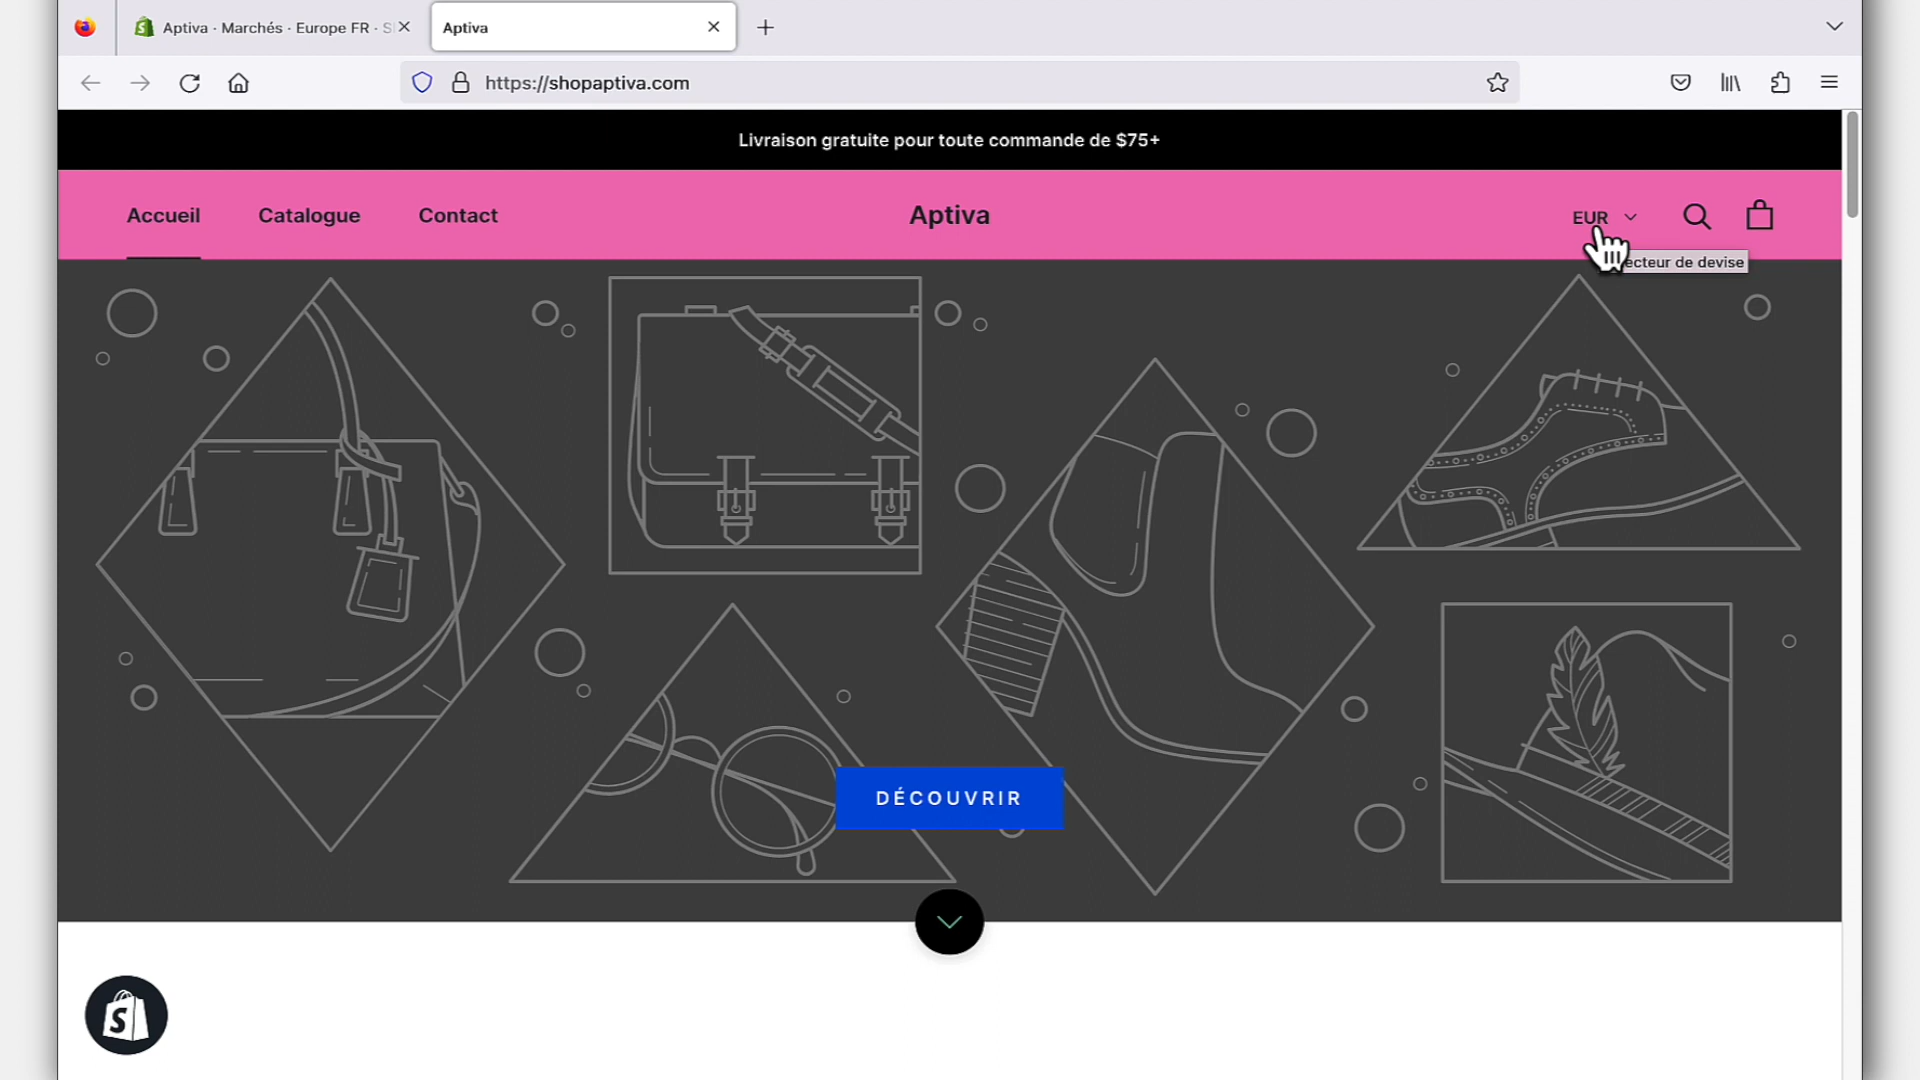 Aptiva · Marchés · Europe FR · S
Aptiva
https://shopaptiva.com
Livraison gratuite pour toute commande de $75+
Accueil
Catalogue
Contact
Aptiva
EUR
ecteur de devise
DÉCOUVRIR